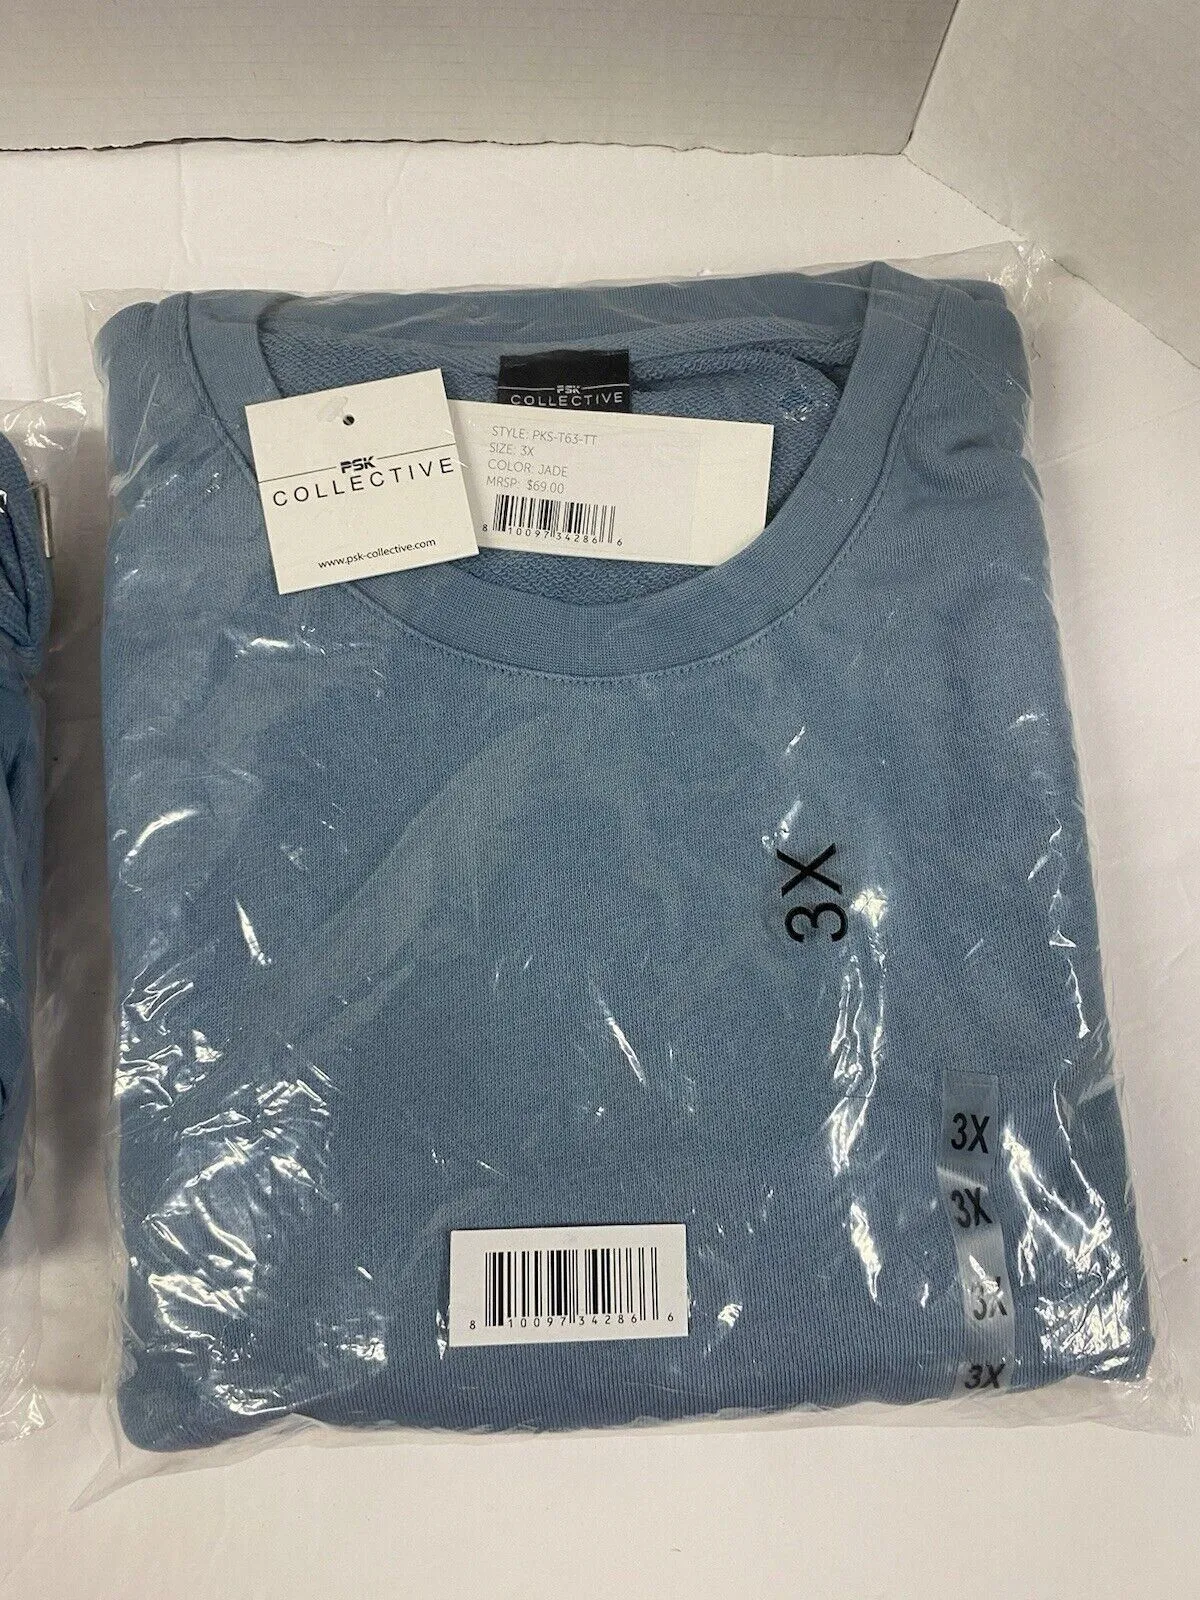 PSK
COLLECTIVE
PSK
COLLECTIVE
www.psk-collective.com
STYLE: PKS-T63-TT
SIZE: 3X
COLOR: JADE
MRSP: $69.00
8 10097 34286 6
3X
3X
3X
3X
3X
8 10097 34286 6